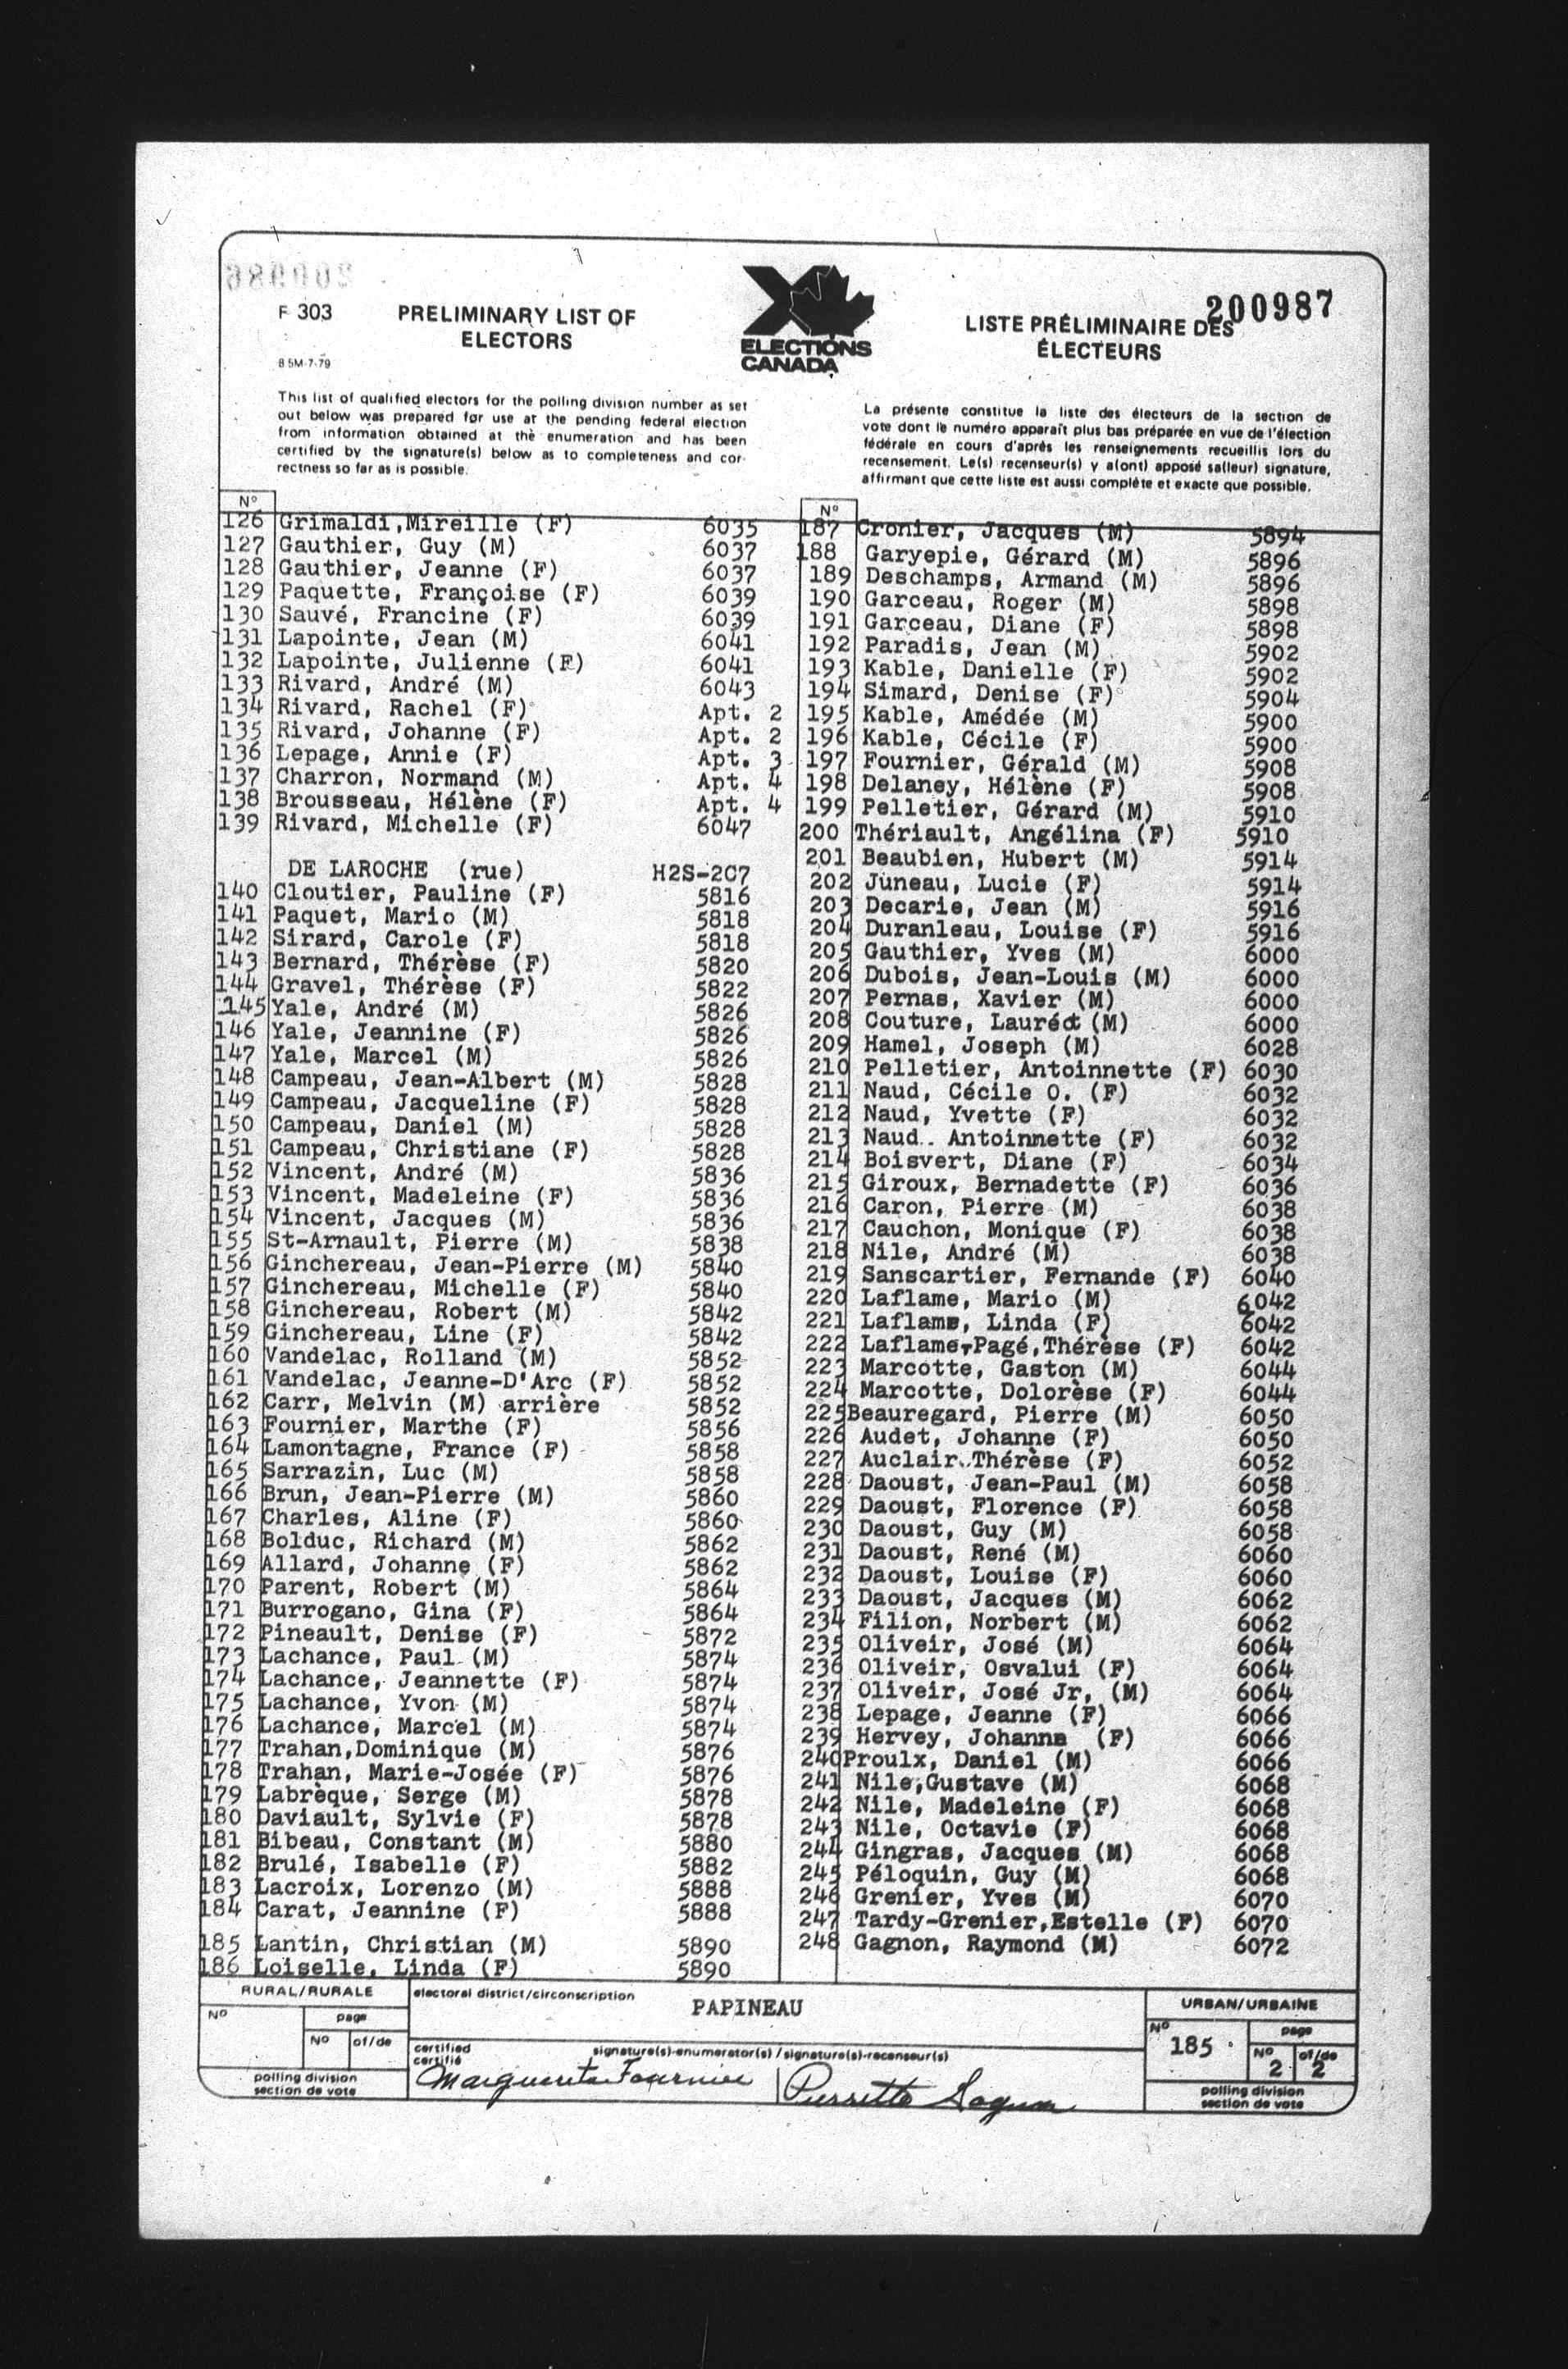 F 303
PRELIMINARY LIST OF
ELECTORS
8 5M-7-79
ELECTIONS
CANADA
200987
LISTE PRÉLIMINAIRE DES
ÉLECTEURS
This list of qualified electors for the polling division number as set
out below was prepared for use at the pending federal election
from information obtained at the enumeration and has been
certified by the signature(s) below as to completeness and cor-
rectness so far as is possible.
La présente constitue la liste des électeurs de la section de
vote dont le numéro apparaît plus bas préparée en vue de l'élection
fédérale en cours d'après les renseignements recueillis lors du
recensement. Le(s) recenseur(s) y a(ont) apposé sa(leur) signature,
affirmant que cette liste est aussi complète et exacte que possible.
Nº
126 Grimaldi,Mireille (F) 6035
127 Gauthier, Guy (M) 6037
128 Gauthier, Jeanne (F) 6037
129 Paquette, Françoise (F) 6039
130 Sauvé, Francine (F) 6039
131 Lapointe, Jean (M) 6041
132 Lapointe, Julienne (F) 6041
133 Rivard, André (M) 6043
134 Rivard, Rachel (F) Apt. 2
135 Rivard, Johanne (F) Apt. 2
136 Lepage, Annie (F) Apt. 3
137 Charron, Normand (M) Apt. 4
138 Brousseau, Hélène (F) Apt. 4
139 Rivard, Michelle (F) 6047
DE LAROCHE (rue) H2S-2C7
140 Cloutier, Pauline (F) 5816
141 Paquet, Mario (M) 5818
142 Sirard, Carole (F) 5818
143 Bernard, Thérèse (F) 5820
144 Gravel, Thérèse (F) 5822
145 Yale, André (M) 5826
146 Yale, Jeannine (F) 5826
147 Yale, Marcel (M) 5826
148 Campeau, Jean-Albert (M) 5828
149 Campeau, Jacqueline (F) 5828
150 Campeau, Daniel (M) 5828
151 Campeau, Christiane (F) 5828
152 Vincent, André (M) 5836
153 Vincent, Madeleine (F) 5836
154 Vincent, Jacques (M) 5836
155 St-Arnault, Pierre (M) 5838
156 Ginchereau, Jean-Pierre (M) 5840
157 Ginchereau, Michelle (F) 5840
158 Ginchereau, Robert (M) 5842
159 Ginchereau, Line (F) 5842
160 Vandelac, Rolland (M) 5852
161 Vandelac, Jeanne-D'Arc (F) 5852
162 Carr, Melvin (M) arrière 5852
163 Fournier, Marthe (F) 5856
164 Lamontagne, France (F) 5858
165 Sarrazin, Luc (M) 5858
166 Brun, Jean-Pierre (M) 5860
167 Charles, Aline (F) 5860
168 Bolduc, Richard (M) 5862
169 Allard, Johanne (F) 5862
170 Parent, Robert (M) 5864
171 Burrogano, Gina (F) 5864
172 Pineault, Denise (F) 5872
173 Lachance, Paul (M) 5874
174 Lachance, Jeannette (F) 5874
175 Lachance, Yvon (M) 5874
176 Lachance, Marcel (M) 5874
177 Trahan,Dominique (M) 5876
178 Trahan, Marie-Josée (F) 5876
179 Labrèque, Serge (M) 5878
180 Daviault, Sylvie (F) 5878
181 Bibeau, Constant (M) 5880
182 Brulé, Isabelle (F) 5882
183 Lacroix, Lorenzo (M) 5888
184 Carat, Jeannine (F) 5888
185 Lantin, Christian (M) 5890
186 Loiselle, Linda (F) 5890
Nº
187 Cronier, Jacques (M) 5894
188 Garyepie, Gérard (M) 5896
189 Deschamps, Armand (M) 5896
190 Garceau, Roger (M) 5898
191 Garceau, Diane (F) 5898
192 Paradis, Jean (M) 5902
193 Kable, Danielle (F) 5902
194 Simard, Denise (F) 5904
195 Kable, Amédée (M) 5900
196 Kable, Cécile (F) 5900
197 Fournier, Gérald (M) 5908
198 Delaney, Hélène (F) 5908
199 Pelletier, Gérard (M) 5910
200 Thériault, Angélina (F) 5910
201 Beaubien, Hubert (M) 5914
202 Juneau, Lucie (F) 5914
203 Decarie, Jean (M) 5916
204 Duranleau, Louise (F) 5916
205 Gauthier, Yves (M) 6000
206 Dubois, Jean-Louis (M) 6000
207 Pernas, Xavier (M) 6000
208 Couture, (M) 6000
209 Hamel, Joseph (M) 6028
210 Pelletier, Antoinnette (F) 6030
211 Naud, Cécile O. (F) 6032
212 Naud, Yvette (F) 6032
213 Naud.. Antoinnette (F) 6032
214 Boisvert, Diane (F) 6034
215 Giroux, Bernadette (F) 6036
216 Caron, Pierre (M) 6038
217 Cauchon, Monique (F) 6038
218 Nile, André (M) 6038
219 Sanscartier, Fernande (F) 6040
220 Laflame, Mario (M) 6042
221 Laflame, Linda (F) 6042
222 Laflame-Pagé,Thérèse (F) 6042
223 Marcotte, Gaston (M) 6044
224 Marcotte, Dolorèse (F) 6044
225 Beauregard, Pierre (M) 6050
226 Audet, Johanne (F) 6050
227 Auclair.Thérèse (F) 6052
228 Daoust, Jean-Paul (M) 6058
229 Daoust, Florence (F) 6058
230 Daoust, Guy (M) 6058
231 Daoust, René (M) 6060
232 Daoust, Louise (F) 6060
233 Daoust, Jacques (M) 6062
234 Filion, Norbert (M) 6062
235 Oliveir, José (M) 6064
236 Oliveir, Osvalui (F) 6064
237 Oliveir, José Jr, (M) 6064
238 Lepage, Jeanne (F) 6066
239 Hervey, Johanna (F) 6066
240 Proulx, Daniel (M) 6066
241 Nile,Gustave (M) 6068
242 Nile, Madeleine (F) 6068
243 Nile, Octavie (F) 6068
244 Gingras, Jacques (M) 6068
245 Péloquin, Guy (M) 6068
246 Grenier, Yves (M) 6070
247 Tardy-Grenier,Estelle (F) 6070
248 Gagnon, Raymond (M) 6072
RURAL/RURALE
Nº
page
Nº of/de
polling division
section de vote
electoral district/circonscription
PAPINEAU
certified
certifié
signature(s)-enumerator(s) / signature(s)-recenseur(s)
Marguerite Fournier
Pierrette
URBAN/URBAINE
Nº
185
page
Nº of/de
2 2
polling division
section de vote